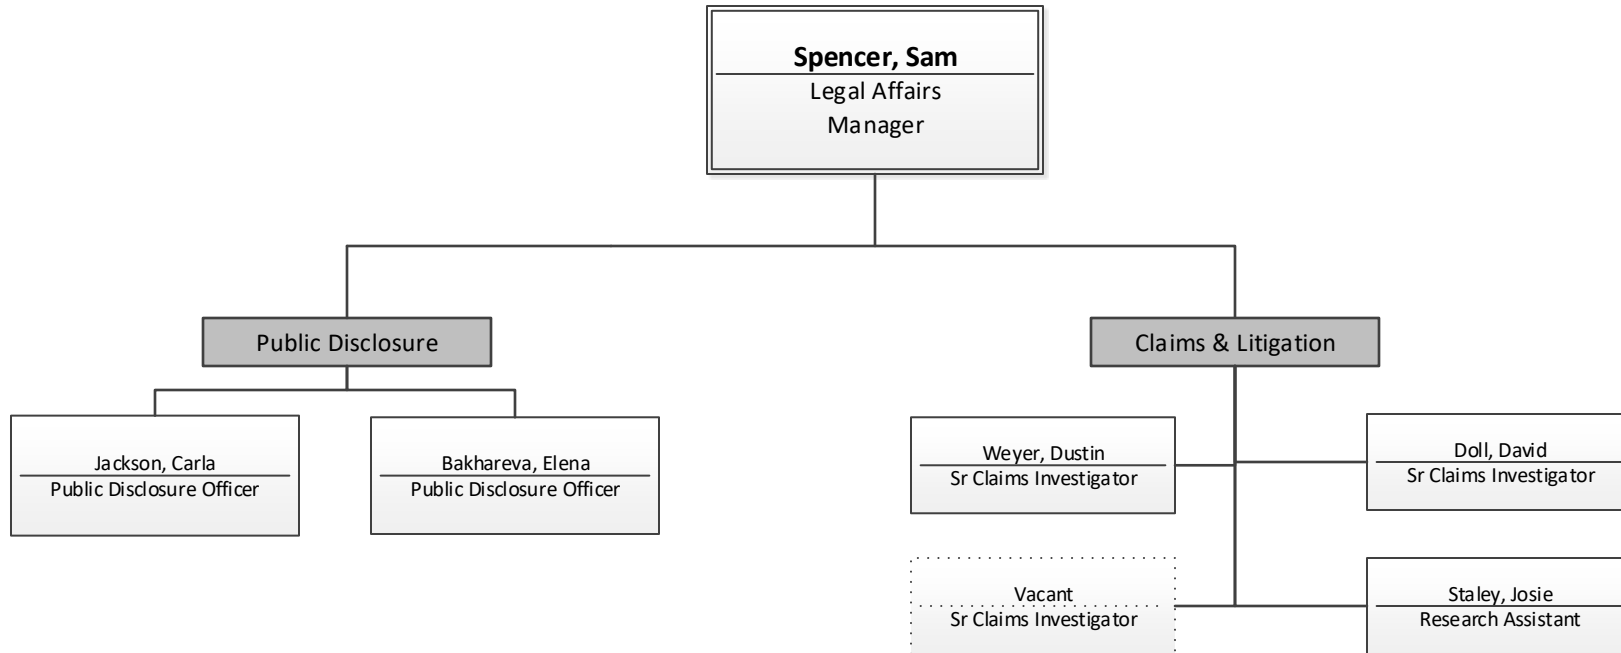 Spencer, Sam
Legal Affairs
Manager
Public Disclosure
Claims & Litigation
Jackson, Carla
Public Disclosure Officer
Bakhareva, Elena
Public Disclosure Officer
Weyer, Dustin
Sr Claims Investigator
Doll, David
Sr Claims Investigator
Vacant
Sr Claims Investigator
Staley, Josie
Research Assistant